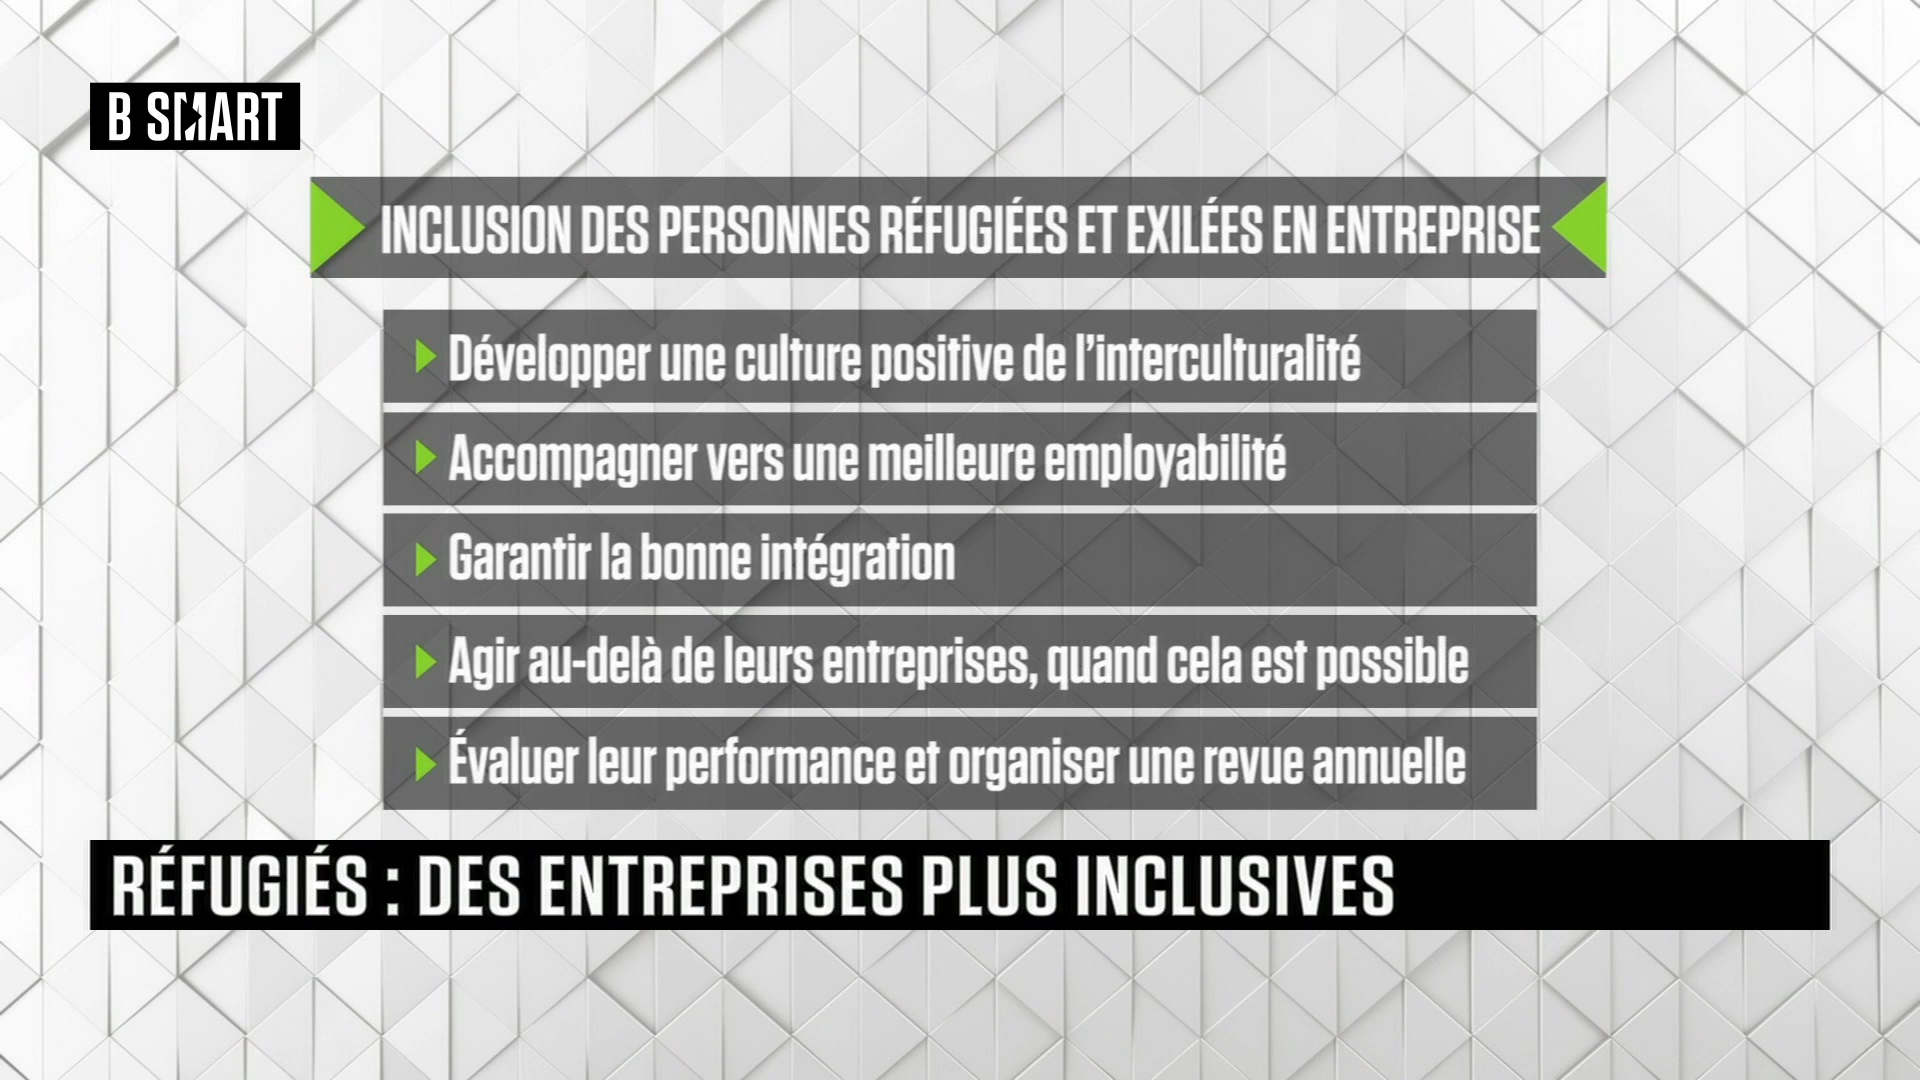 B SMART
INCLUSION DES PERSONNES RÉFUGIÉES ET EXILÉES EN ENTREPRISE
Développer une culture positive de l’interculturalité
Accompagner vers une meilleure employabilité
Garantir la bonne intégration
Agir au-delà de leurs entreprises, quand cela est possible
Évaluer leur performance et organiser une revue annuelle
RÉFUGIÉS : DES ENTREPRISES PLUS INCLUSIVES